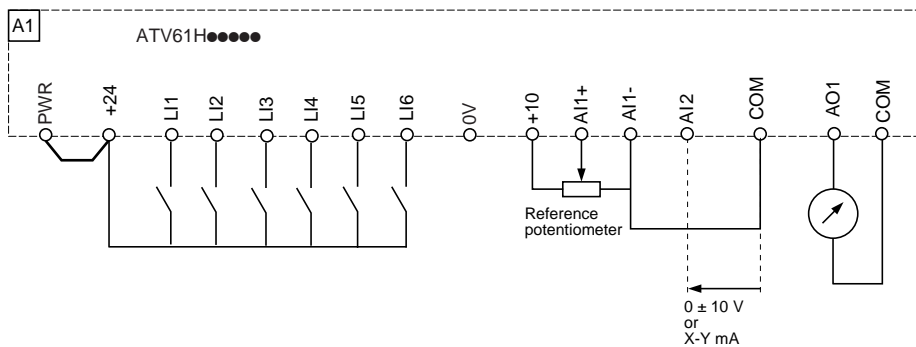 A1
ATV61H●●●●●
PWR
+24
LI1
LI2
LI3
LI4
LI5
LI6
0V
+10
AI1+
AI1-
AI2
COM
AO1
COM
Reference
potentiometer
0 ± 10 V
or
X-Y mA